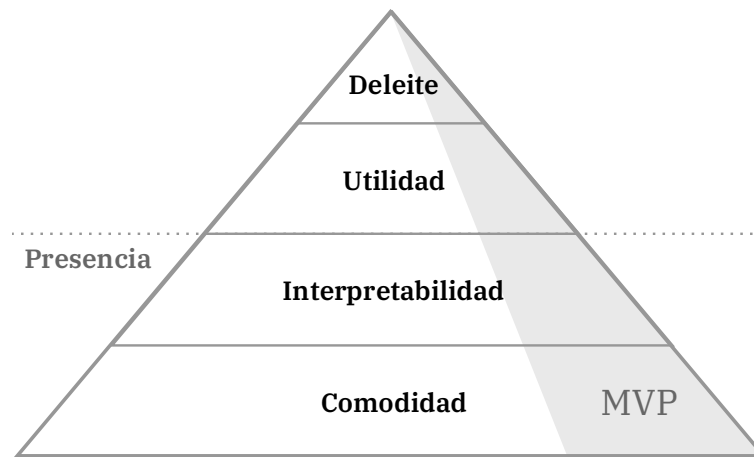 Deleite
Utilidad
Presencia
Interpretabilidad
Comodidad
MVP